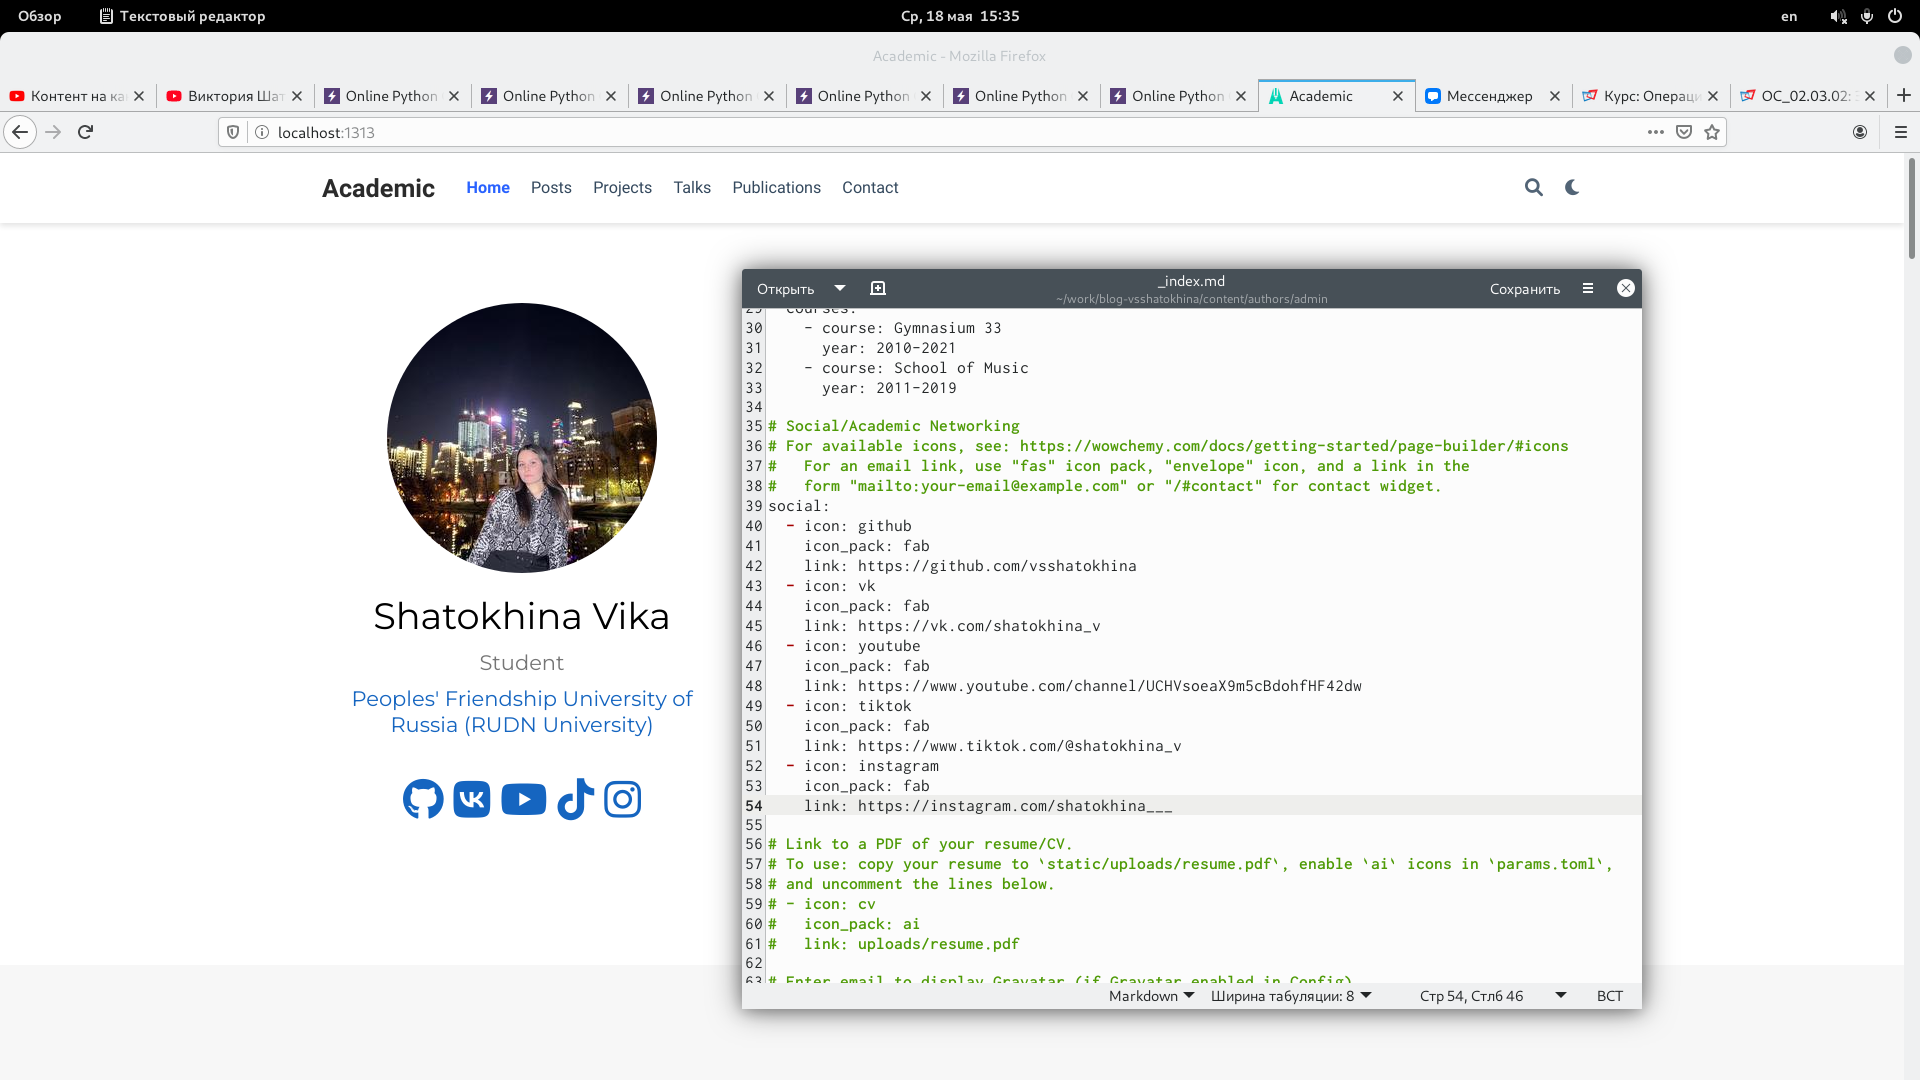 Обзор
Текстовый редактор
Ср, 18 мая 15:35
en
Academic - Mozilla Firefox
Контент на ка
Виктория Шат
Online Python
Online Python
Online Python
Online Python
Online Python
Online Python
Academic
Мессенджер
Курс: Операци
ОС_02.03.02:
localhost:1313
Academic
Home
Posts
Projects
Talks
Publications
Contact
Shatokhina Vika
Student
Peoples' Friendship University of
Russia (RUDN University)
Открыть
_index.md
~/work/blog-vsshatokhina/content/authors/admin
Сохранить
29 courses:
30 - course: Gymnasium 33
31 year: 2010-2021
32 - course: School of Music
33 year: 2011-2019
34
35 # Social/Academic Networking
36 # For available icons, see: https://wowchemy.com/docs/getting-started/page-builder/#icons
37 # For an email link, use "fas" icon pack, "envelope" icon, and a link in the
38 # form "mailto:your-email@example.com" or "/#contact" for contact widget.
39 social:
40 - icon: github
41 icon_pack: fab
42 link: https://github.com/vsshatokhina
43 - icon: vk
44 icon_pack: fab
45 link: https://vk.com/shatokhina_v
46 - icon: youtube
47 icon_pack: fab
48 link: https://www.youtube.com/channel/UCHVsoeaX9m5cBdohfHF42dw
49 - icon: tiktok
50 icon_pack: fab
51 link: https://www.tiktok.com/@shatokhina_v
52 - icon: instagram
53 icon_pack: fab
54 link: https://instagram.com/shatokhina___
55
56 # Link to a PDF of your resume/CV.
57 # To use: copy your resume to `static/uploads/resume.pdf`, enable `ai` icons in `params.toml`,
58 # and uncomment the lines below.
59 # - icon: cv
60 # icon_pack: ai
61 # link: uploads/resume.pdf
62
63 # Enter email to display Gravatar (if Gravatar enabled in Config)
Markdown
Ширина табуляции: 8
Стр 54, Стлб 46
ВСТ